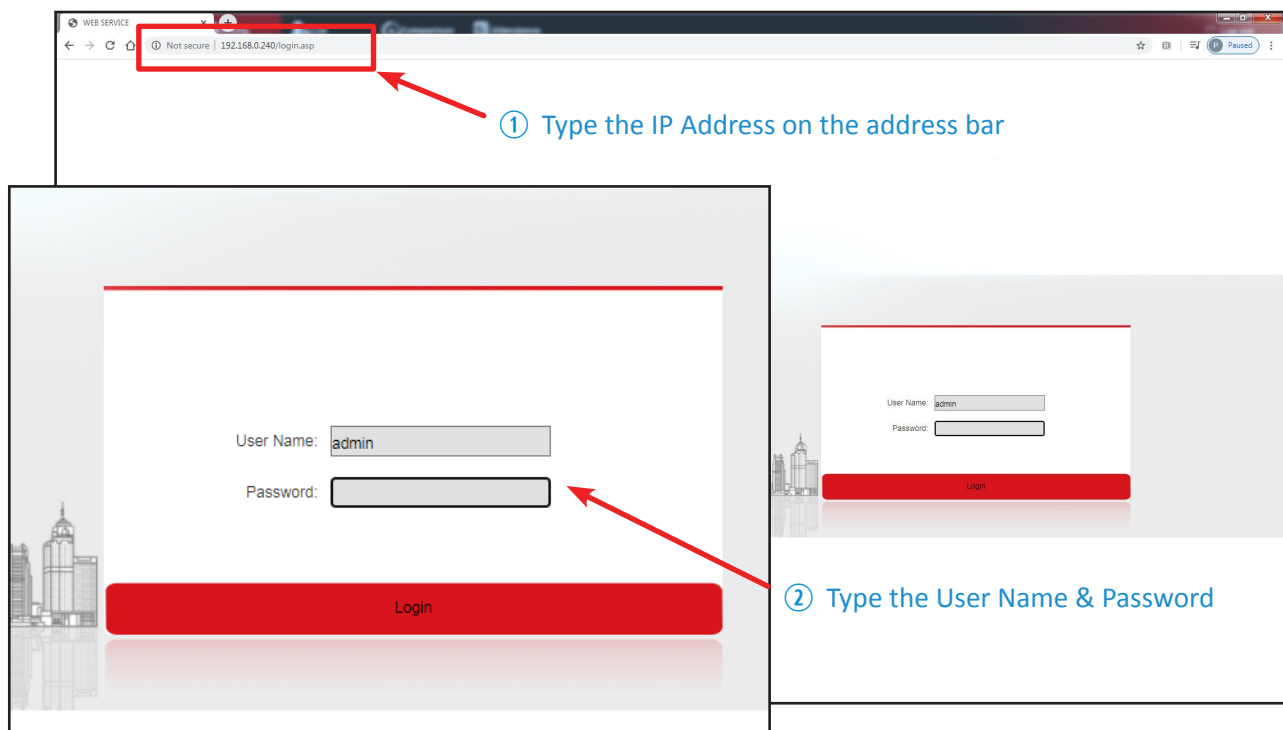 WEB SERVICE
Not secure | 192.168.0.240/login.asp
P Paused
① Type the IP Address on the address bar
User Name: admin
Password:
Login
User Name: admin
Password:
Login
② Type the User Name & Password